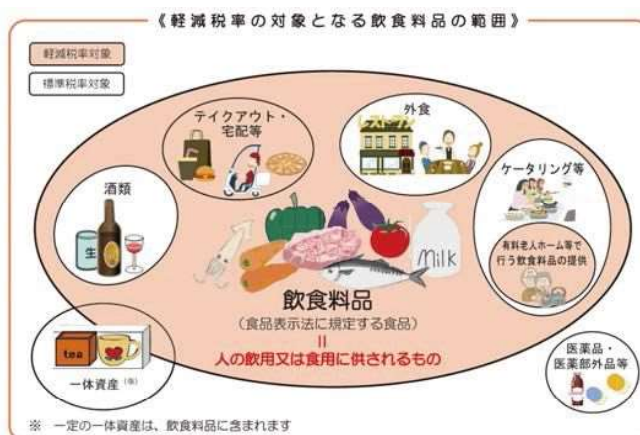 《軽減税率の対象となる飲食料品の範囲》
軽減税率対象
標準税率対象
テイクアウト・
宅配等
外食
レストラン
ケータリング等
酒類
生
有料老人ホーム等で
行う飲食料品の提供
Milk
飲食料品
(食品表示法に規定する食品)
=
人の飲用又は食用に供されるもの
tea
一体資産(※)
医薬品・
医薬部外品等
※ 一定の一体資産は、飲食料品に含まれます